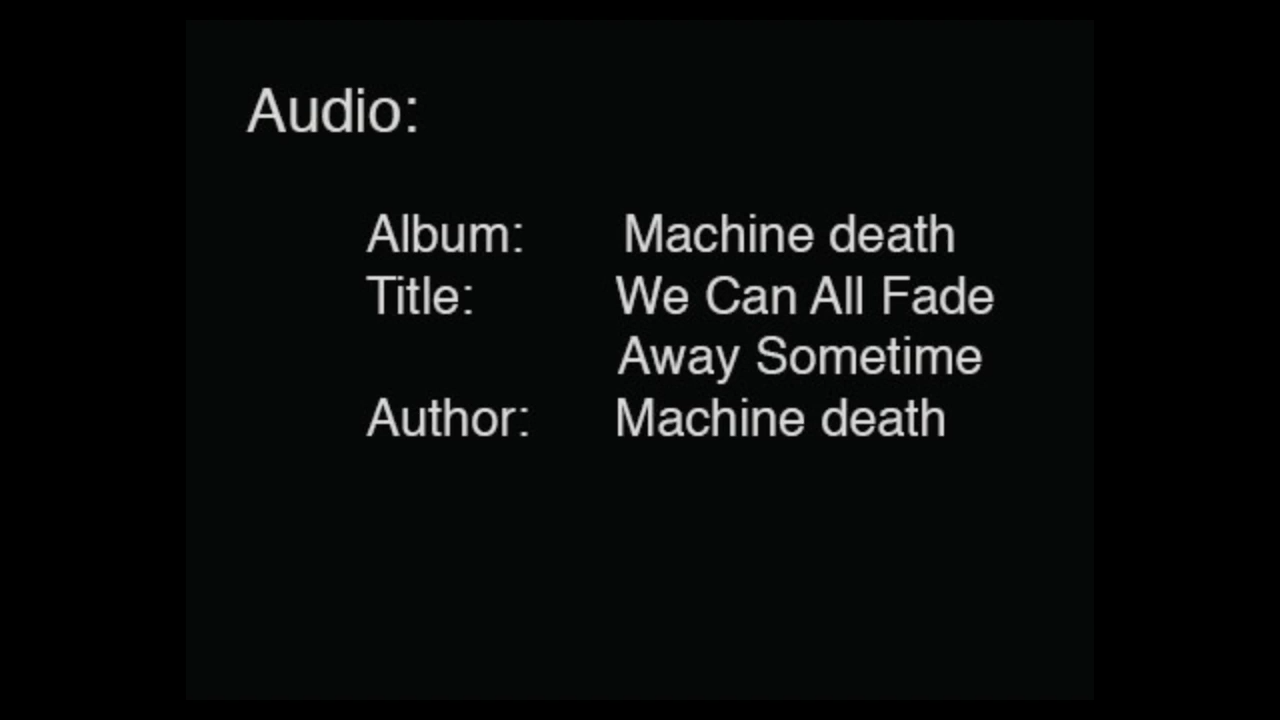 Audio:
Album: Machine death
Title: We Can All Fade
Away Sometime
Author: Machine death